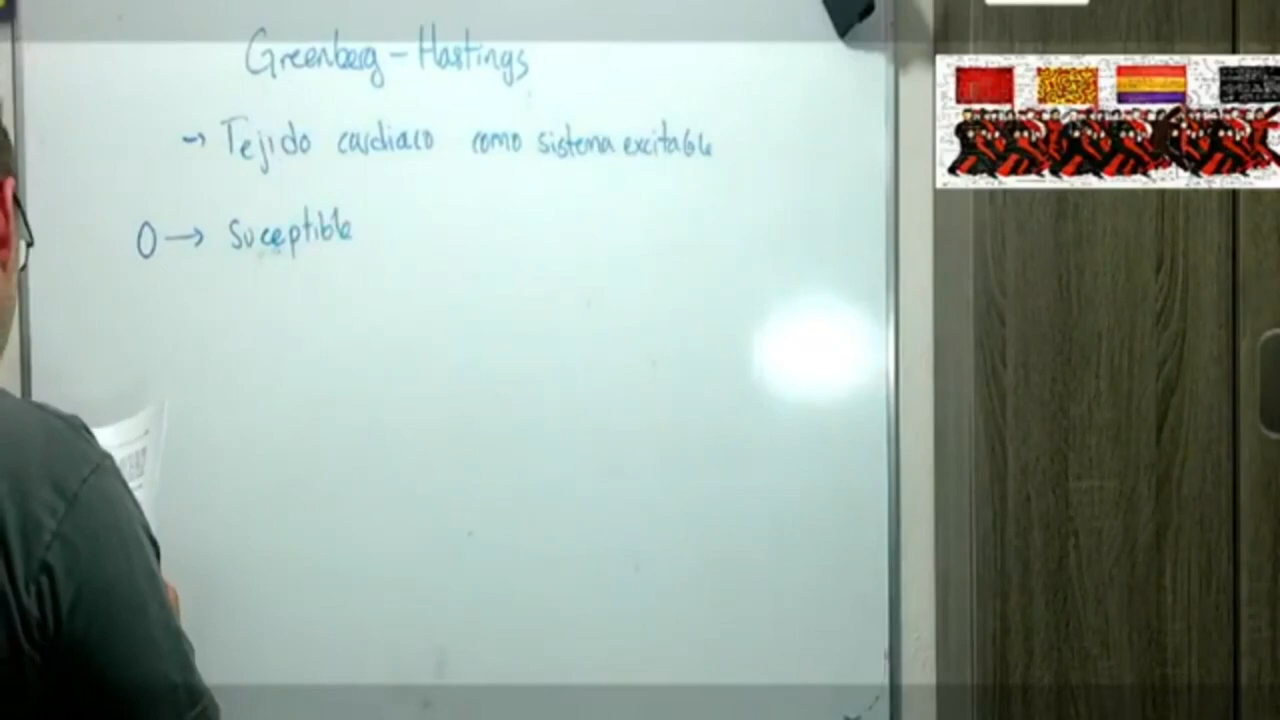 Greenberg - Hastings
→ Tejido cardiaco como sistema excitable
0 → Suceptible